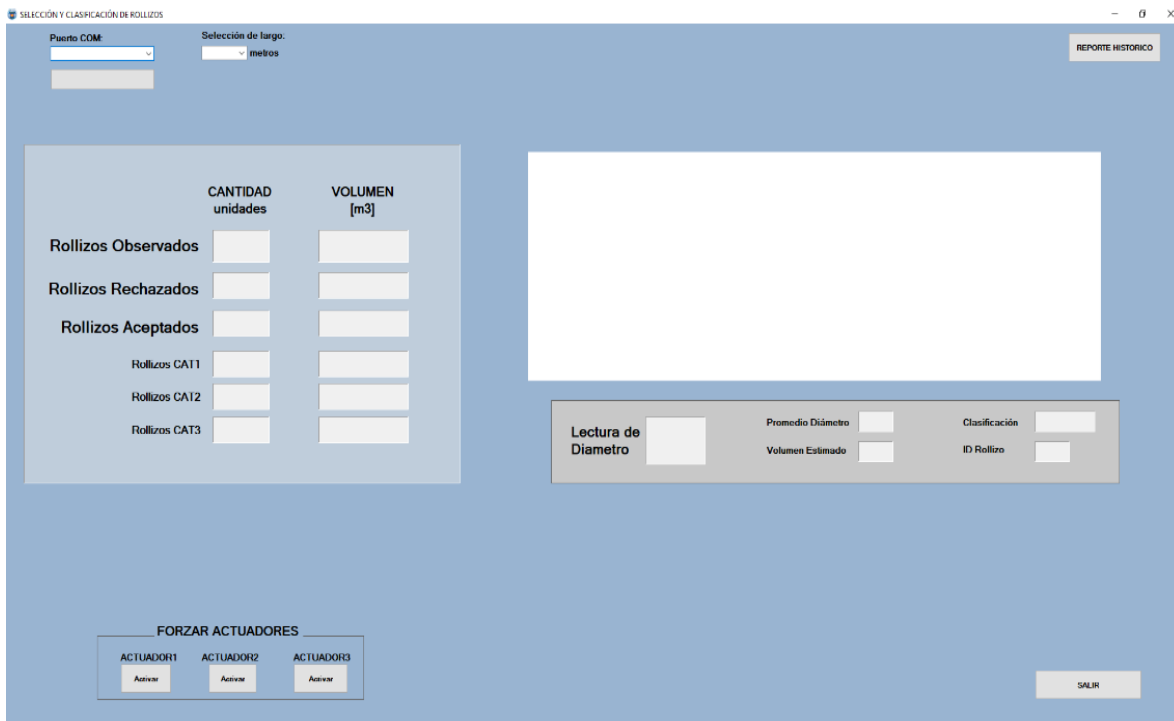 SELECCIÓN Y CLASIFICACIÓN DE ROLLIZOS
Puerto COM:
Selección de largo:
metros
REPORTE HISTORICO
CANTIDAD
unidades
VOLUMEN
[m3]
Rollizos Observados
Rollizos Rechazados
Rollizos Aceptados
Rollizos CAT1
Rollizos CAT2
Rollizos CAT3
Lectura de
Diametro
Promedio Diámetro
Clasificación
Volumen Estimado
ID Rollizo
FORZAR ACTUADORES
ACTUADOR1 ACTUADOR2 ACTUADOR3
Activar Activar Activar
SALIR